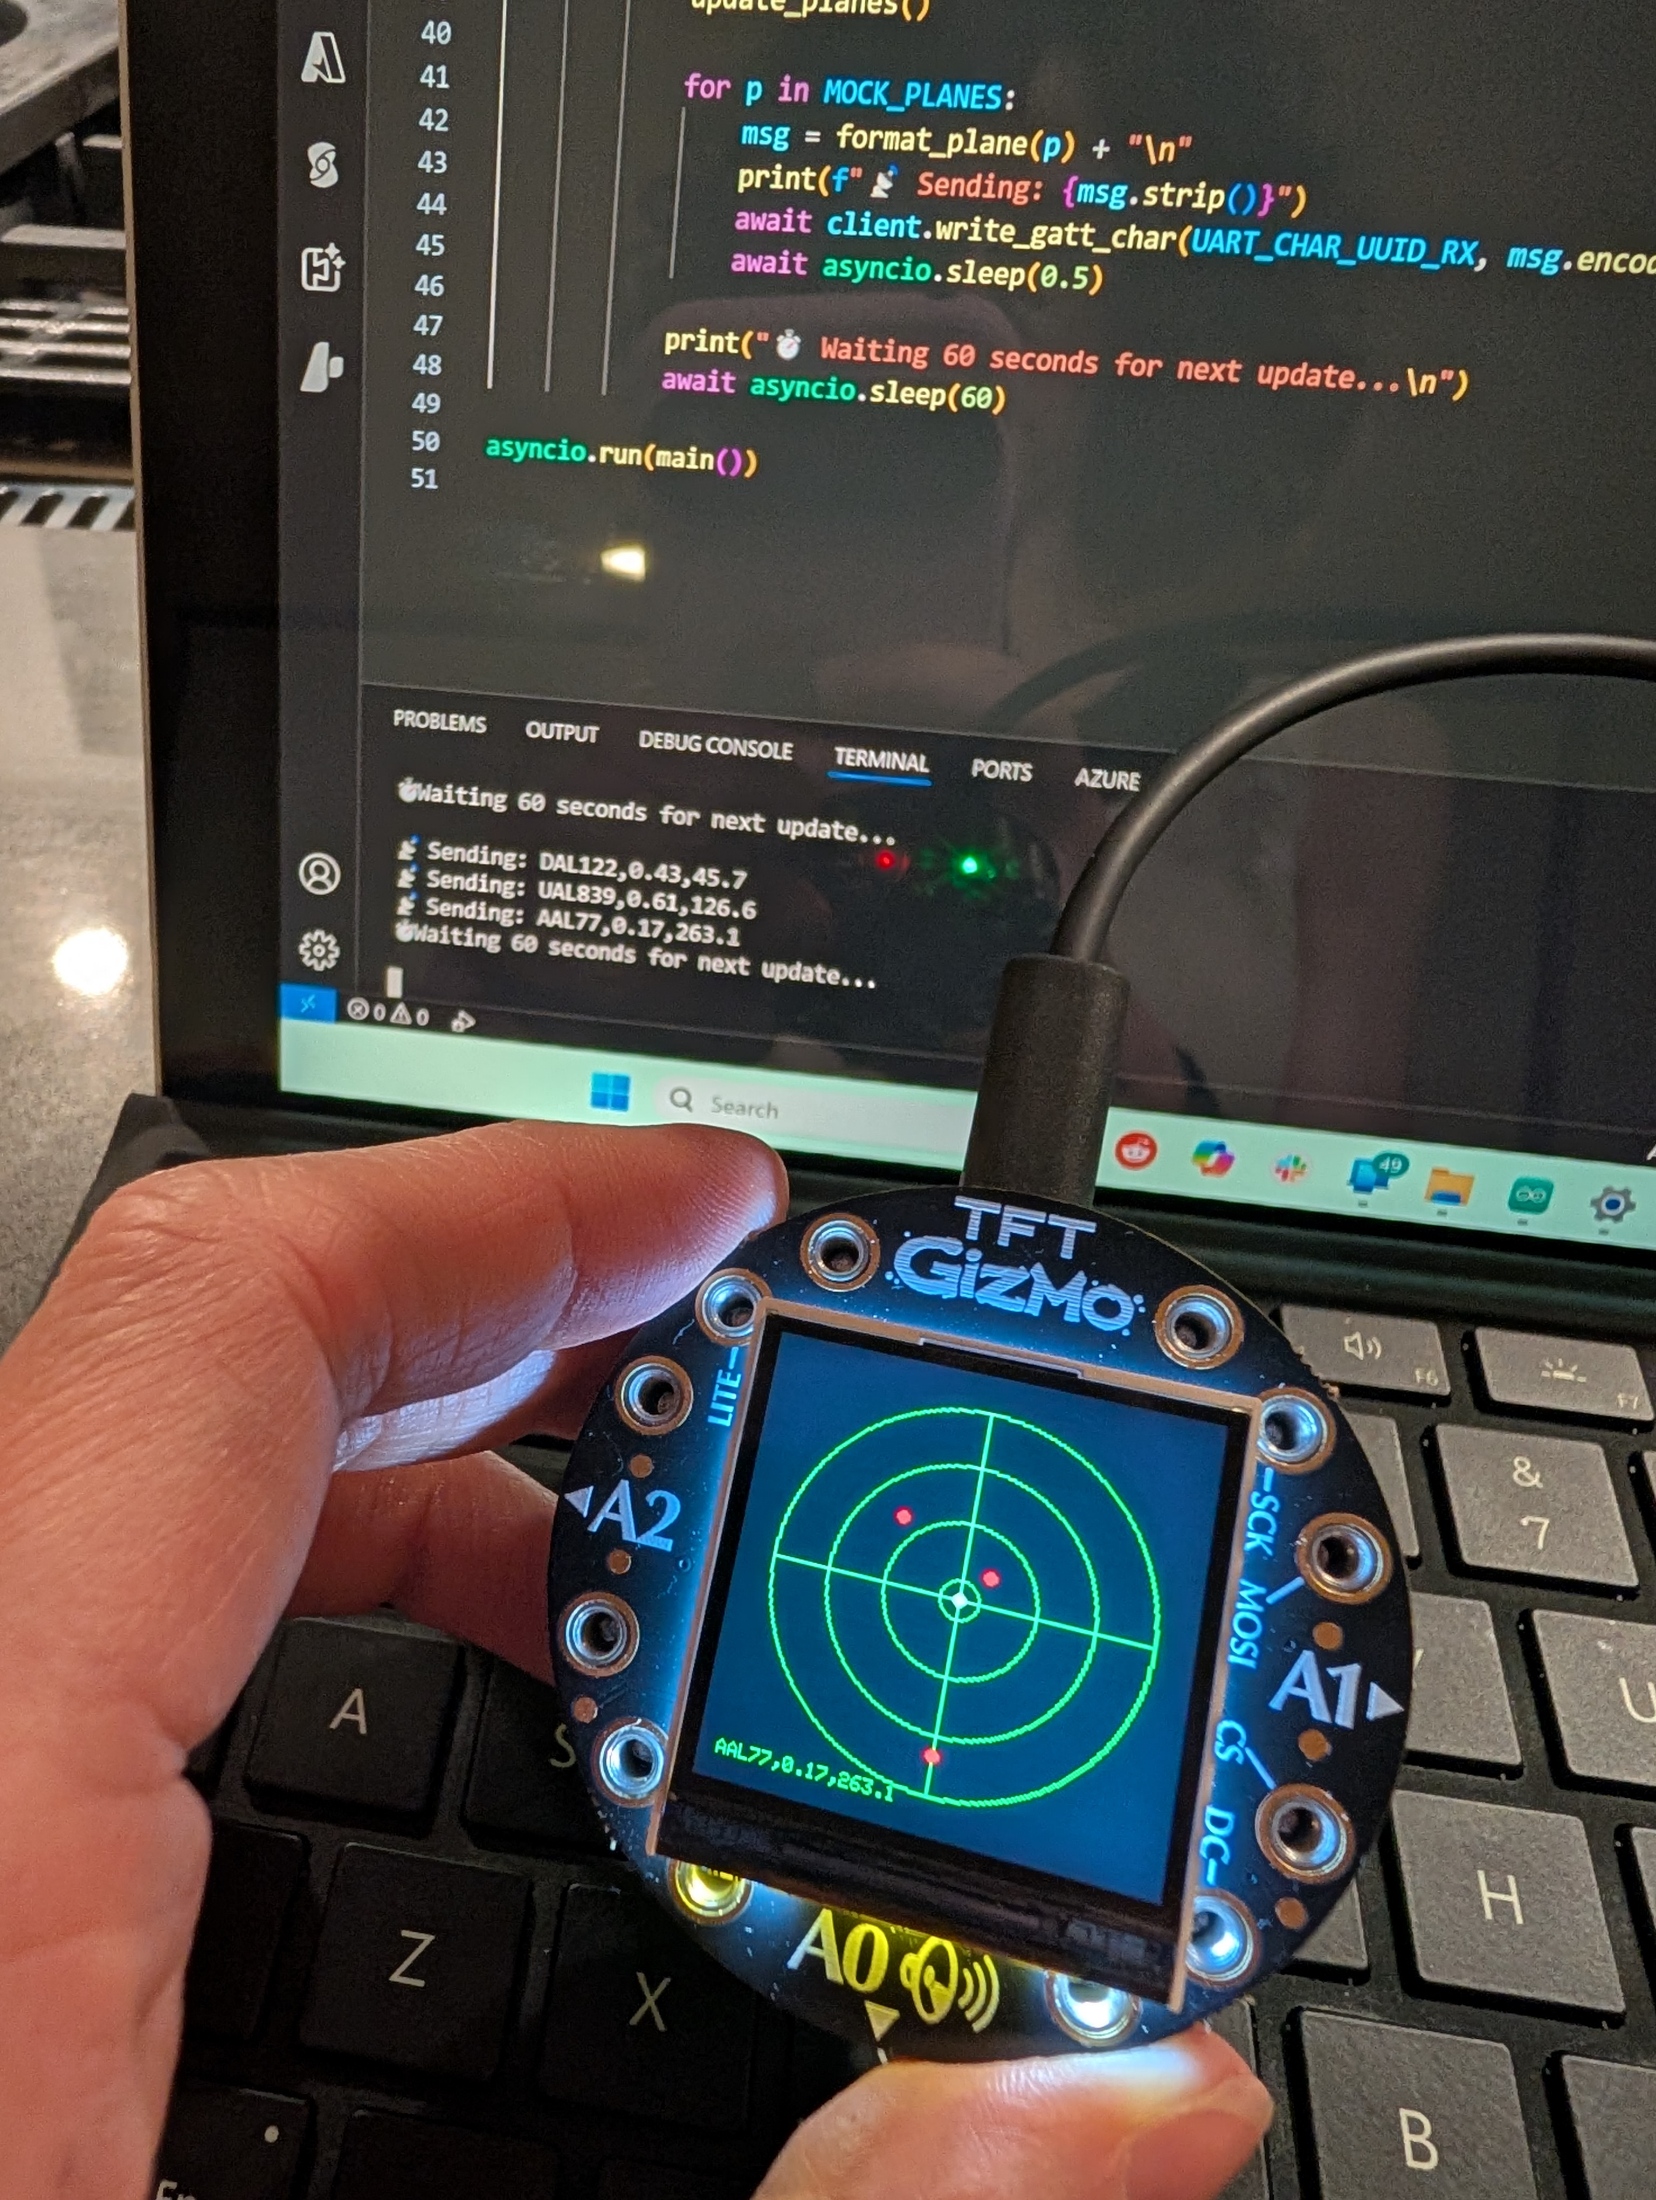 update_planes()
40
41 for p in MOCK_PLANES:
42 msg = format_plane(p) + "\n"
43 print(f"📡 Sending: {msg.strip()}")
44 await client.write_gatt_char(UART_CHAR_UUID_RX, msg.encod
45 await asyncio.sleep(0.5)
46
47 print("⏱️ Waiting 60 seconds for next update...\n")
48 await asyncio.sleep(60)
49
50 asyncio.run(main())
51
PROBLEMS OUTPUT DEBUG CONSOLE TERMINAL PORTS AZURE
⏱️Waiting 60 seconds for next update...
📡 Sending: DAL122,0.43,45.7
📡 Sending: UAL839,0.61,126.6
📡 Sending: AAL77,0.17,263.1
⏱️Waiting 60 seconds for next update...
0 0
Search
49
TFT
GizMO
LITE
A2
SCK
MOSI
A1
CS
DC
AAL77,0.17,263.1
A0
F6
F7
&
7
U
A
S
H
Z
X
B